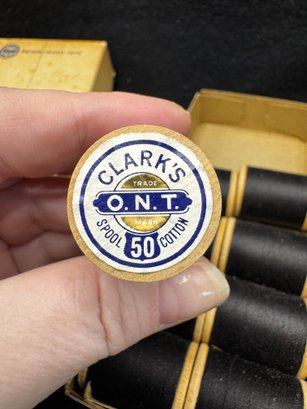 CLARK'S
TRADE
O.N.T.
MARK
SPOOL 50 COTTON